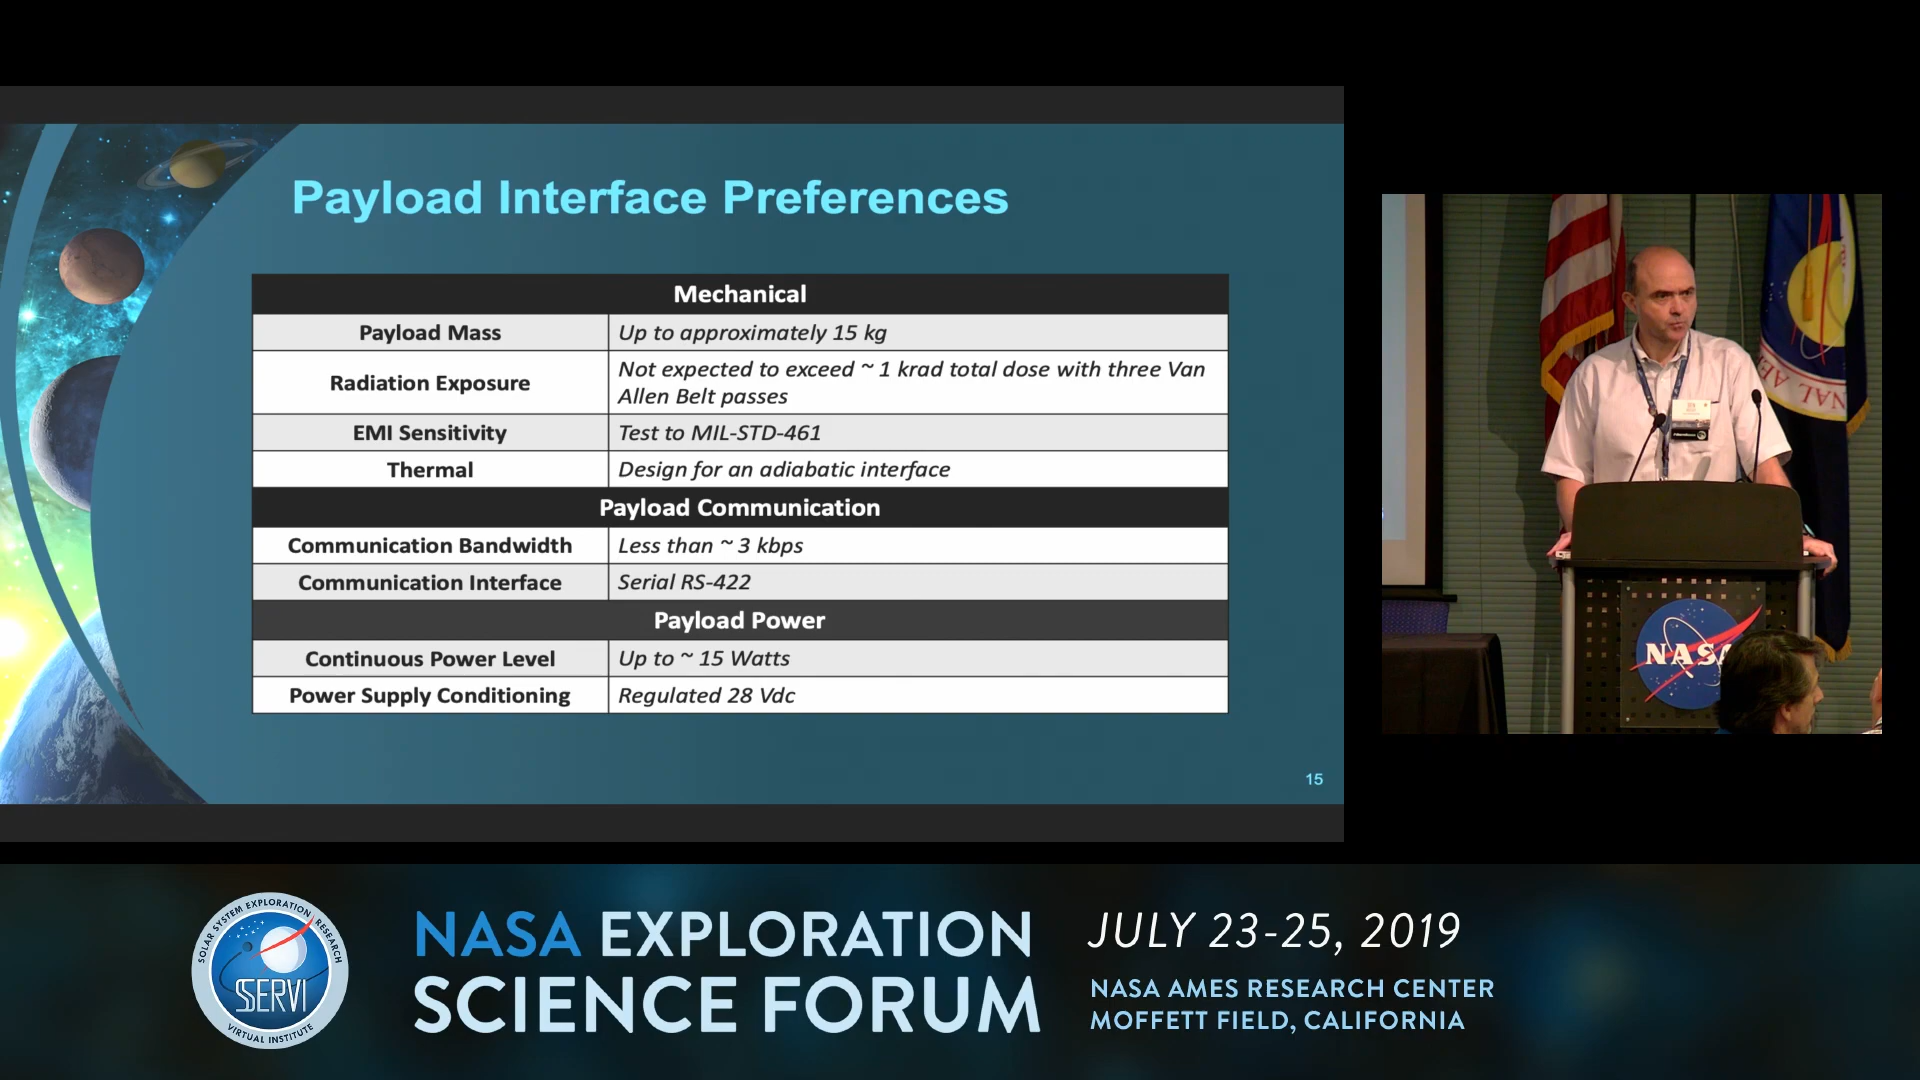 Payload Interface Preferences
Mechanical
Payload Mass
Up to approximately 15 kg
Radiation Exposure
Not expected to exceed ~ 1 krad total dose with three Van
Allen Belt passes
EMI Sensitivity
Test to MIL-STD-461
Thermal
Design for an adiabatic interface
Payload Communication
Communication Bandwidth
Less than ~ 3 kbps
Communication Interface
Serial RS-422
Payload Power
Continuous Power Level
Up to ~ 15 Watts
Power Supply Conditioning
Regulated 28 Vdc
15
NASA
SOLAR SYSTEM EXPLORATION RESEARCH
SSERVI
VIRTUAL INSTITUTE
NASA EXPLORATION
SCIENCE FORUM
JULY 23-25, 2019
NASA AMES RESEARCH CENTER
MOFFETT FIELD, CALIFORNIA